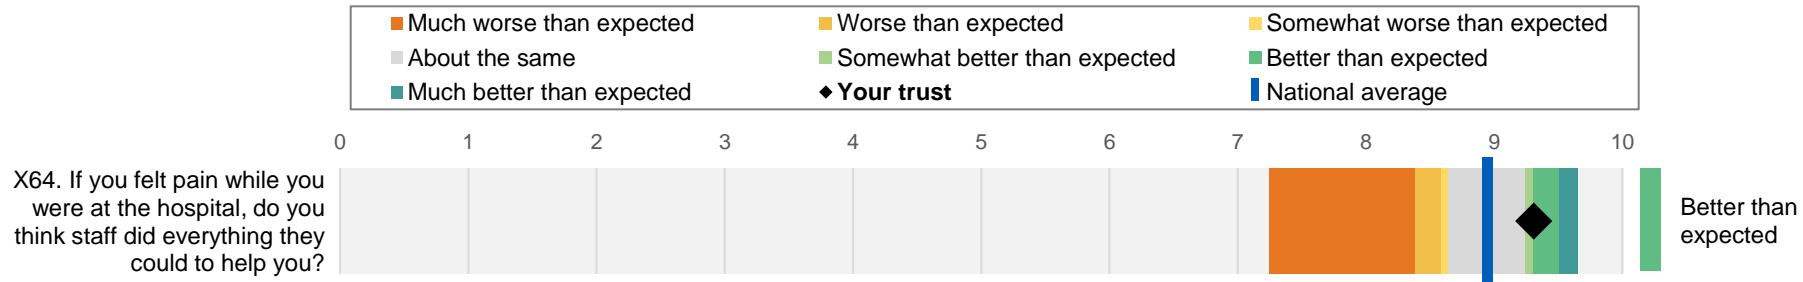 Much worse than expected
Worse than expected
Somewhat worse than expected
About the same
Somewhat better than expected
Better than expected
Much better than expected
Your trust
National average
0 1 2 3 4 5 6 7 8 9 10
X64. If you felt pain while you
were at the hospital, do you
think staff did everything they
could to help you?
Better than
expected